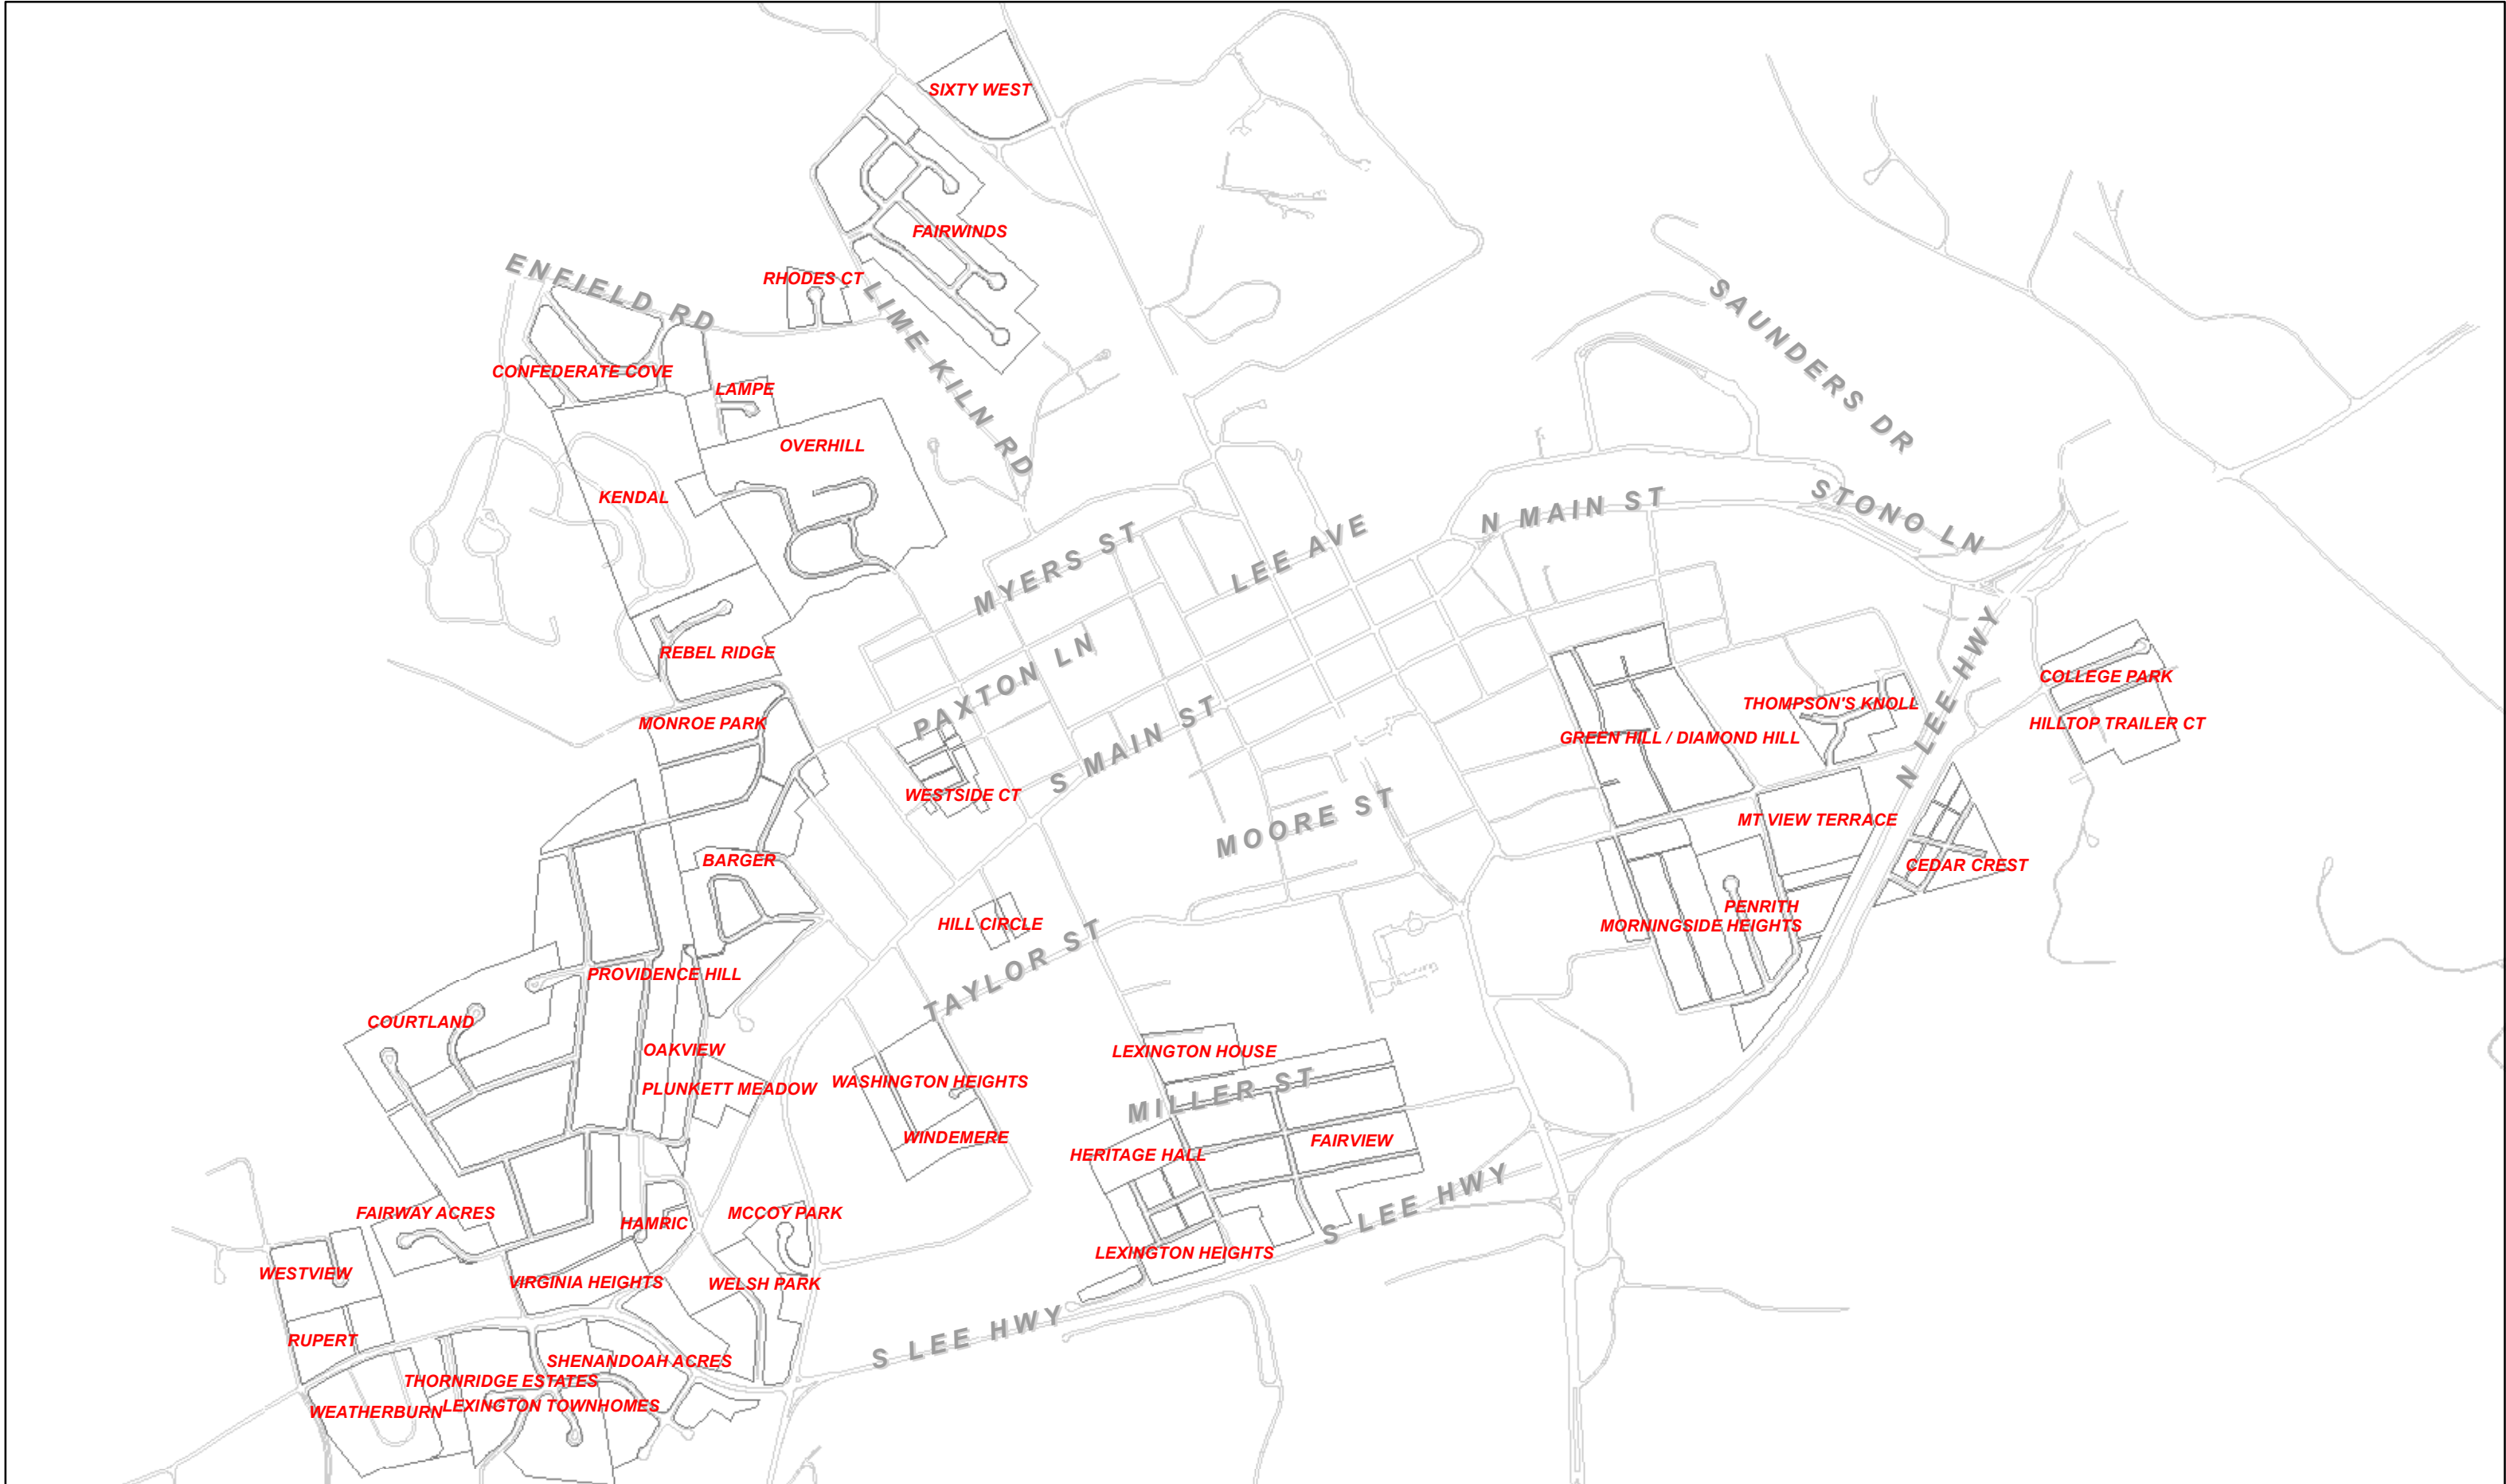 SIXTY WEST
FAIRWINDS
ENFIELD RD
RHODES CT
LIME KILN RD
SAUNDERS DR
CONFEDERATE COVE
LAMPE
OVERHILL
KENDAL
N MAIN ST
STONO LN
MYERS ST
LEE AVE
REBEL RIDGE
PAXTON LN
N LEE HWY
COLLEGE PARK
MONROE PARK
THOMPSON'S KNOLL
HILLTOP TRAILER CT
GREEN HILL / DIAMOND HILL
S MAIN ST
WESTSIDE CT
MOORE ST
MT VIEW TERRACE
BARGER
CEDAR CREST
HILL CIRCLE
PENRITH
MORNINGSIDE HEIGHTS
TAYLOR ST
PROVIDENCE HILL
COURTLAND
OAKVIEW
LEXINGTON HOUSE
PLUNKETT MEADOW
WASHINGTON HEIGHTS
MILLER ST
WINDEMERE
FAIRVIEW
HERITAGE HALL
FAIRWAY ACRES
HAMRIC
MCCOY PARK
S LEE HWY
LEXINGTON HEIGHTS
WESTVIEW
VIRGINIA HEIGHTS
WELSH PARK
S LEE HWY
RUPERT
SHENANDOAH ACRES
THORNRIDGE ESTATES
LEXINGTON TOWNHOMES
WEATHERBURN